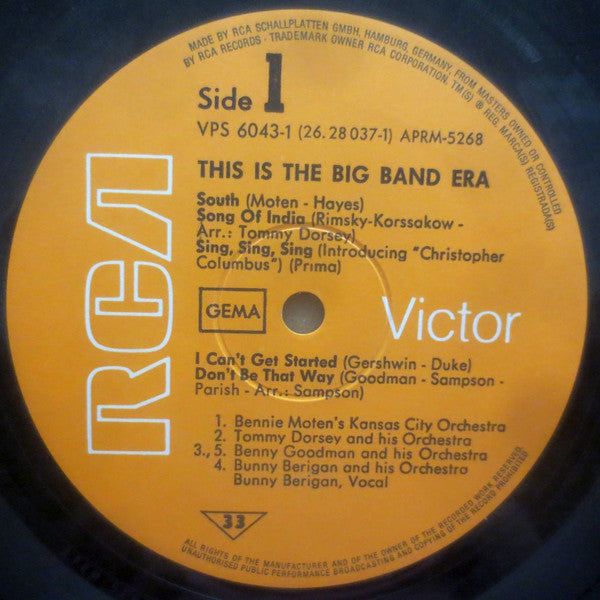 MADE BY RCA SCHALLPLATTEN GMBH, HAMBURG, GERMANY, FROM MASTERS OWNED OR CONTROLLED
BY RCA RECORDS · TRADEMARK OWNER RCA CORPORATION. TM(S) ® REG. MARCA(S) REGISTRADA(S)
Side 1
VPS 6043-1 (26.28 037-1) APRM-5268
THIS IS THE BIG BAND ERA
South (Moten - Hayes)
Song Of India (Rimsky-Korssakow -
Arr.: Tommy Dorsey)
Sing, Sing, Sing (Introducing "Christopher
Columbus") (Prima)
RCA
GEMA
Victor
I Can't Get Started (Gershwin - Duke)
Don't Be That Way (Goodman - Sampson -
Parish - Arr.: Sampson)
1. Bennie Moten's Kansas City Orchestra
2. Tommy Dorsey and his Orchestra
3., 5. Benny Goodman and his Orchestra
4. Bunny Berigan and his Orchestra
Bunny Berigan, Vocal
33
ALL RIGHTS OF THE MANUFACTURER AND OF THE OWNER OF THE RECORDED WORK RESERVED.
UNAUTHORISED PUBLIC PERFORMANCE BROADCASTING AND COPYING OF THE RECORD PROHIBITED